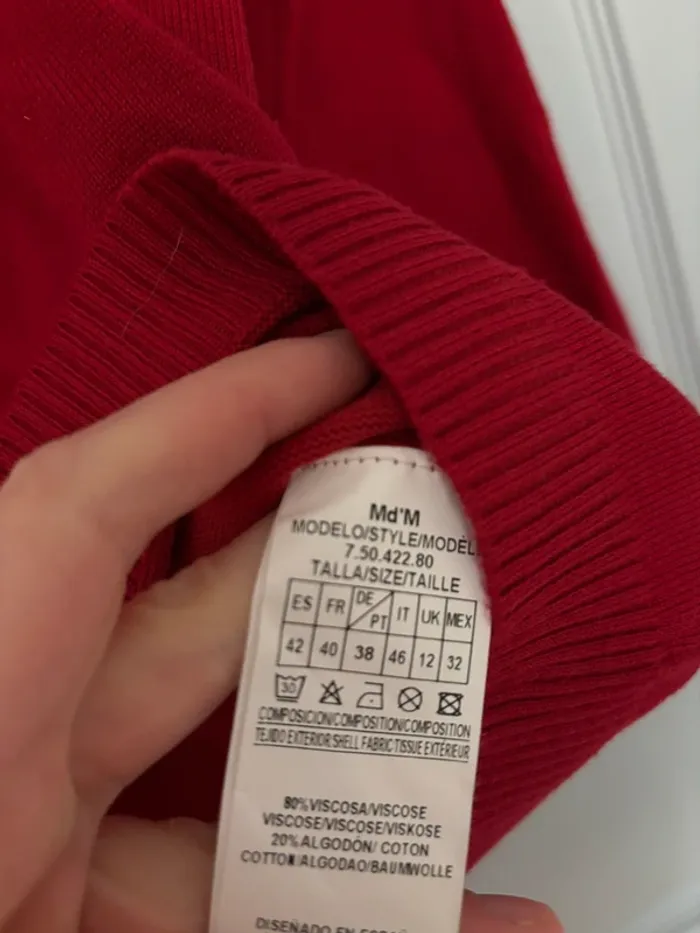 Md'M
MODELO/STYLE/MODÈL
7.50.422.80
TALLA/SIZE/TAILLE
ES FR DE/PT IT UK MEX
42 40 38 46 12 32
30
COMPOSICION/COMPOSITION/COMPOSITION
TEJIDO EXTERIOR/SHELL FABRIC/TISSUE EXTÉRIEUR
80%VISCOSA/VISCOSE
VISCOSE/VISCOSE/VISKOSE
20%ALGODÓN/ COTON
COTTON/ALGODAO/BAUMWOLLE
DISEÑADO EN ESPAÑ